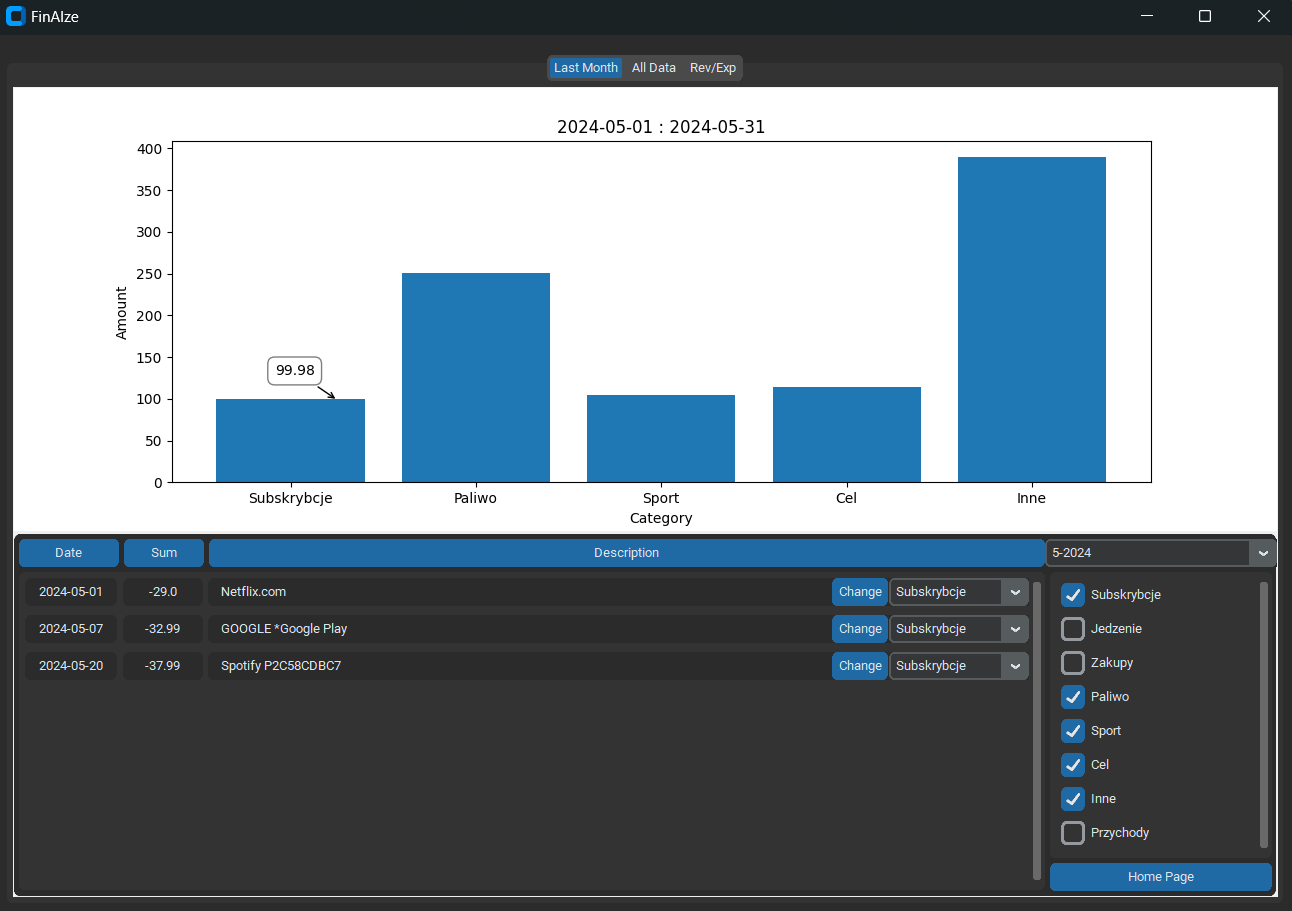 FinAlze
Last Month All Data Rev/Exp
2024-05-01 : 2024-05-31
400
350
300
250
200
150
100
50
0
Amount
99.98
Subskrybcje Paliwo Sport Cel Inne
Category
Date Sum Description 5-2024
2024-05-01 -29.0 Netflix.com Change Subskrybcje
2024-05-07 -32.99 GOOGLE *Google Play Change Subskrybcje
2024-05-20 -37.99 Spotify P2C58CDBC7 Change Subskrybcje
Subskrybcje
Jedzenie
Zakupy
Paliwo
Sport
Cel
Inne
Przychody
Home Page